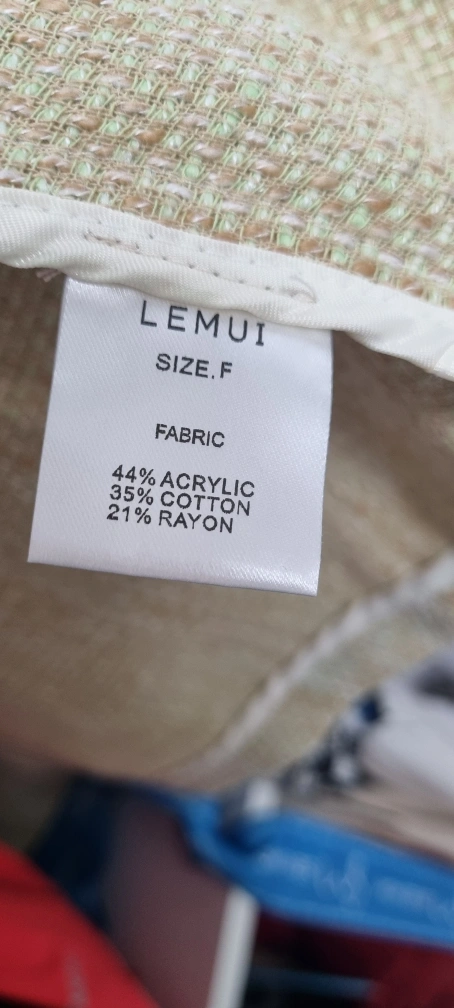 LEMUI
SIZE.F
FABRIC
44% ACRYLIC
35% COTTON
21% RAYON